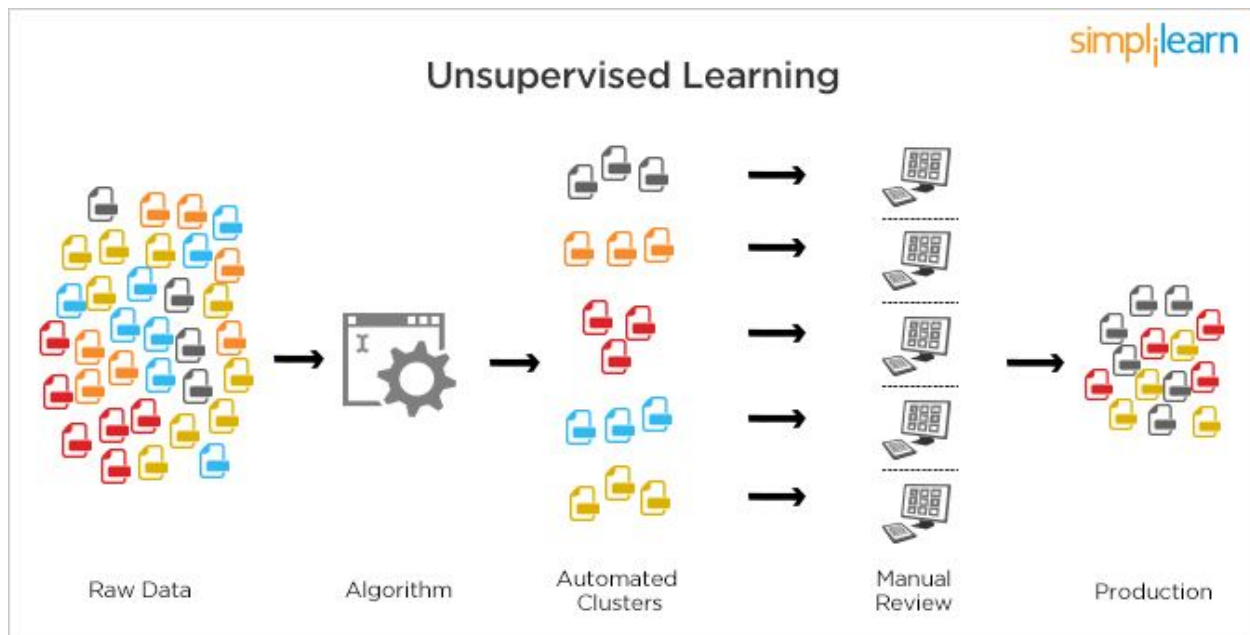 simplilearn
Unsupervised Learning
Raw Data
Algorithm
Automated
Clusters
Manual
Review
Production